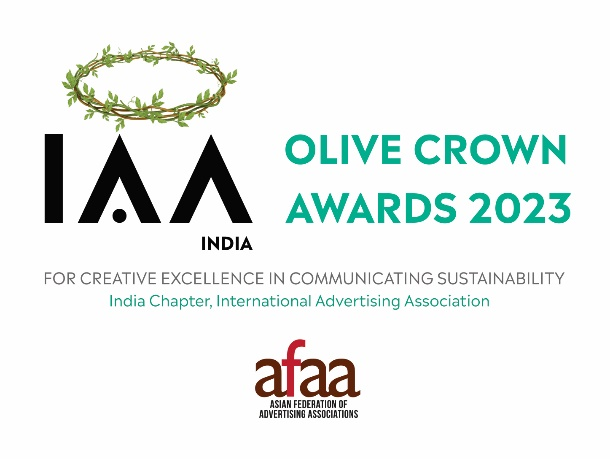 IAA
INDIA
OLIVE CROWN
AWARDS 2023
FOR CREATIVE EXCELLENCE IN COMMUNICATING SUSTAINABILITY
India Chapter, International Advertising Association
afaa
ASIAN FEDERATION OF
ADVERTISING ASSOCIATIONS